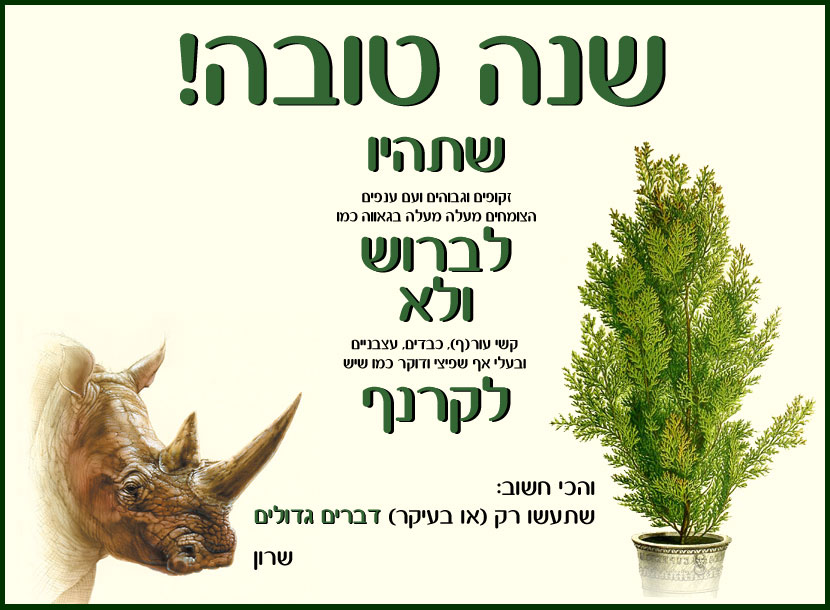 שנה טובה!
שתהיו
זקופים וגבוהים ועם ענפים
הצומחים מעלה מעלה בגאווה כמו
לברוש
ולא
קשי עור(ף), כבדים, עצבניים
ובעלי אף שפיצי ודוקר כמו שיש
לקרנף
והכי חשוב:
שתעשו רק (או בעיקר) דברים גדולים
שרון